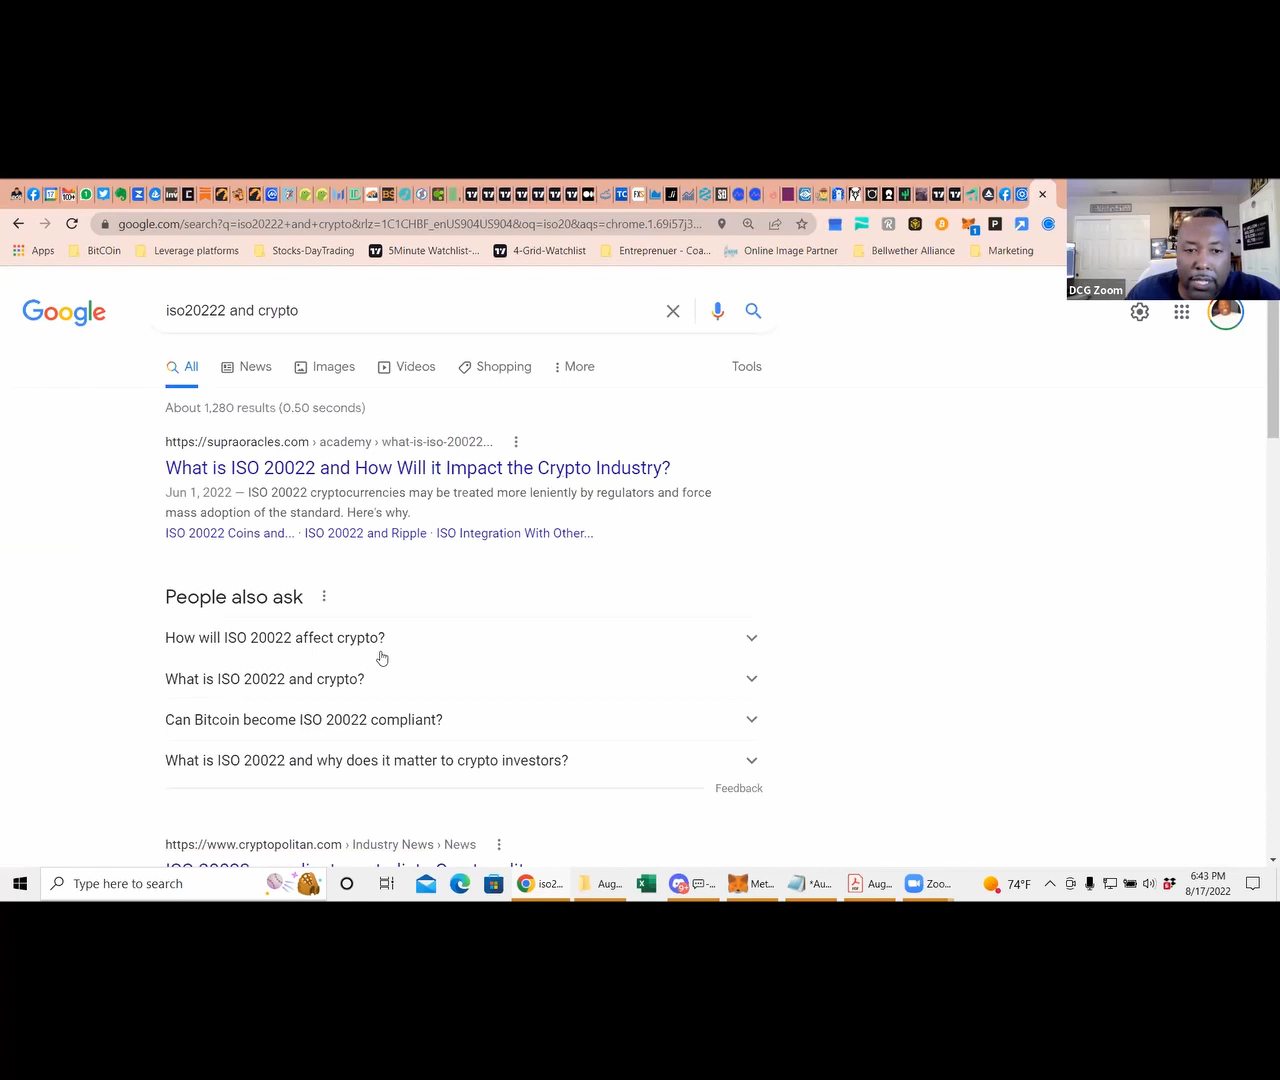 google.com/search?q=iso20222+and+crypto&rlz=1C1CHBF_enUS904US904&oq=iso20&aqs=chrome.1.69i57j3...
Apps BitCOin Leverage platforms Stocks-DayTrading 5Minute Watchlist-... 4-Grid-Watchlist Entreprenuer - Coa... Online Image Partner Bellwether Alliance Marketing
DCG Zoom
Google
iso20222 and crypto
All News Images Videos Shopping More Tools
About 1,280 results (0.50 seconds)
https://supraoracles.com › academy › what-is-iso-20022...
What is ISO 20022 and How Will it Impact the Crypto Industry?
Jun 1, 2022 — ISO 20022 cryptocurrencies may be treated more leniently by regulators and force
mass adoption of the standard. Here's why.
ISO 20022 Coins and... · ISO 20022 and Ripple · ISO Integration With Other...
People also ask
How will ISO 20022 affect crypto?
What is ISO 20022 and crypto?
Can Bitcoin become ISO 20022 compliant?
What is ISO 20022 and why does it matter to crypto investors?
Feedback
https://www.cryptopolitan.com › Industry News › News
Type here to search
iso2... Aug... Met... *Au... Aug... Zoo...
74°F
6:43 PM
8/17/2022